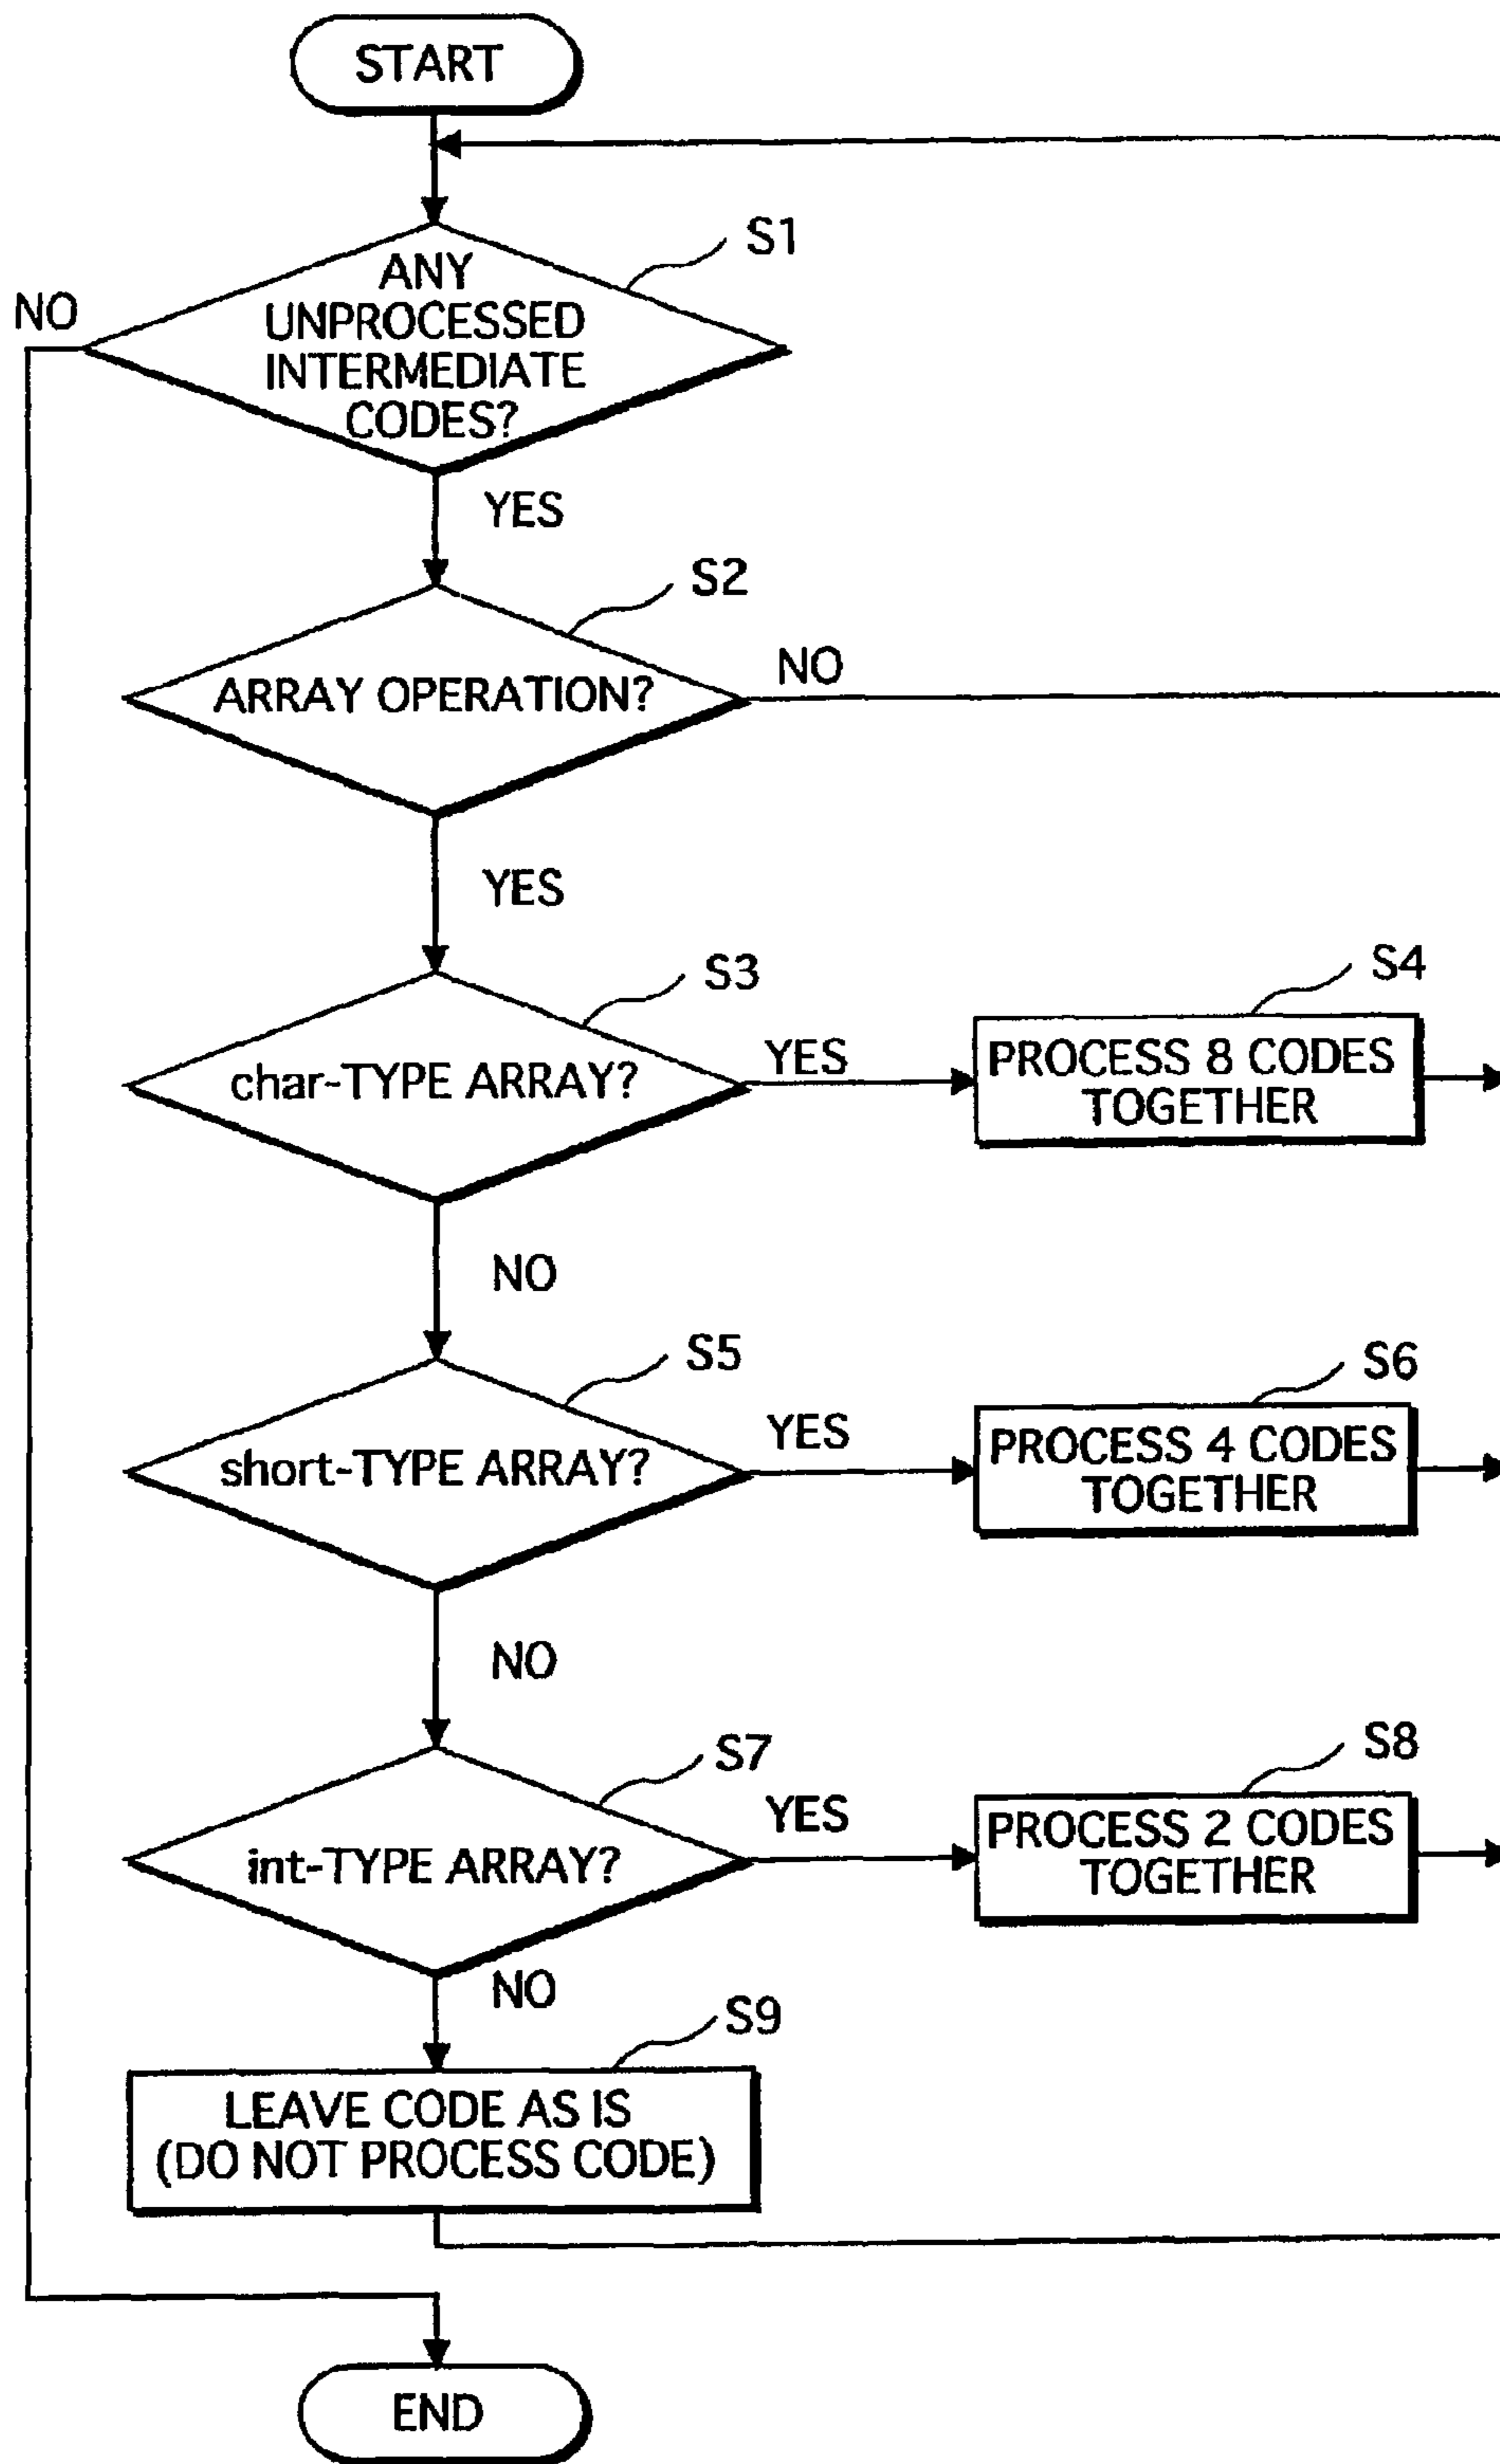 START
S1
ANY
UNPROCESSED
INTERMEDIATE
CODES?
NO
YES
S2
ARRAY OPERATION?
NO
YES
S3
char-TYPE ARRAY?
YES
S4
PROCESS 8 CODES
TOGETHER
NO
S5
short-TYPE ARRAY?
YES
S6
PROCESS 4 CODES
TOGETHER
NO
S7
int-TYPE ARRAY?
YES
S8
PROCESS 2 CODES
TOGETHER
NO
S9
LEAVE CODE AS IS
(DO NOT PROCESS CODE)
END